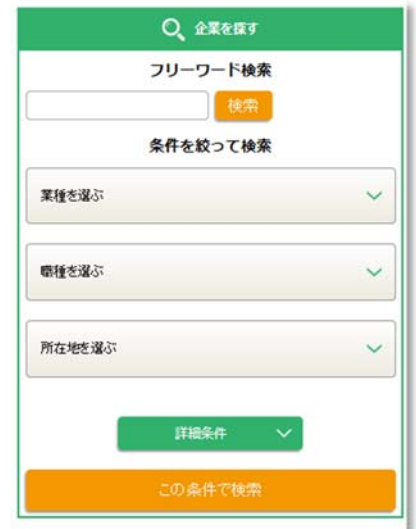 企業を探す
フリーワード検索
検索
条件を絞って検索
業種を選ぶ
職種を選ぶ
所在地を選ぶ
詳細条件
この条件で検索